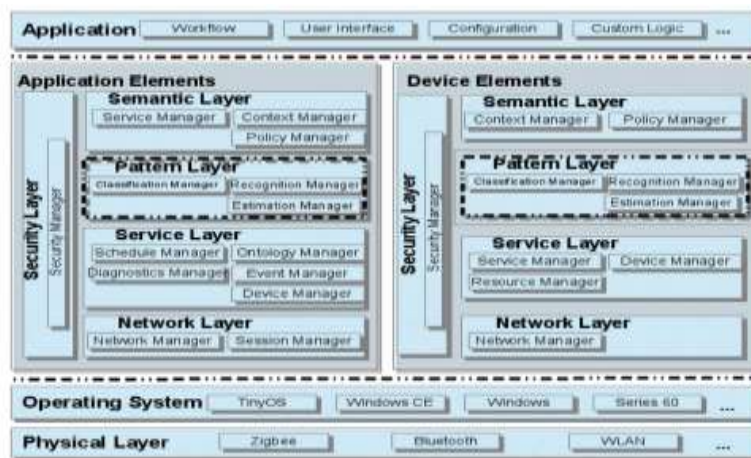 Application Workflow User Interface Configuration Custom Logic ...
Application Elements
Security Layer
Security Manager
Semantic Layer
Service Manager Context Manager
Policy Manager
Pattern Layer
Classification Manager Recognition Manager
Estimation Manager
Service Layer
Schedule Manager Ontology Manager
Diagnostics Manager Event Manager
Device Manager
Network Layer
Network Manager Session Manager
Device Elements
Security Layer
Security Manager
Semantic Layer
Context Manager Policy Manager
Pattern Layer
Classification Manager Recognition Manager
Estimation Manager
Service Layer
Service Manager Device Manager
Resource Manager
Network Layer
Network Manager
Operating System TinyOS Windows CE Windows Series 60 ...
Physical Layer Zigbee Bluetooth WLAN ...